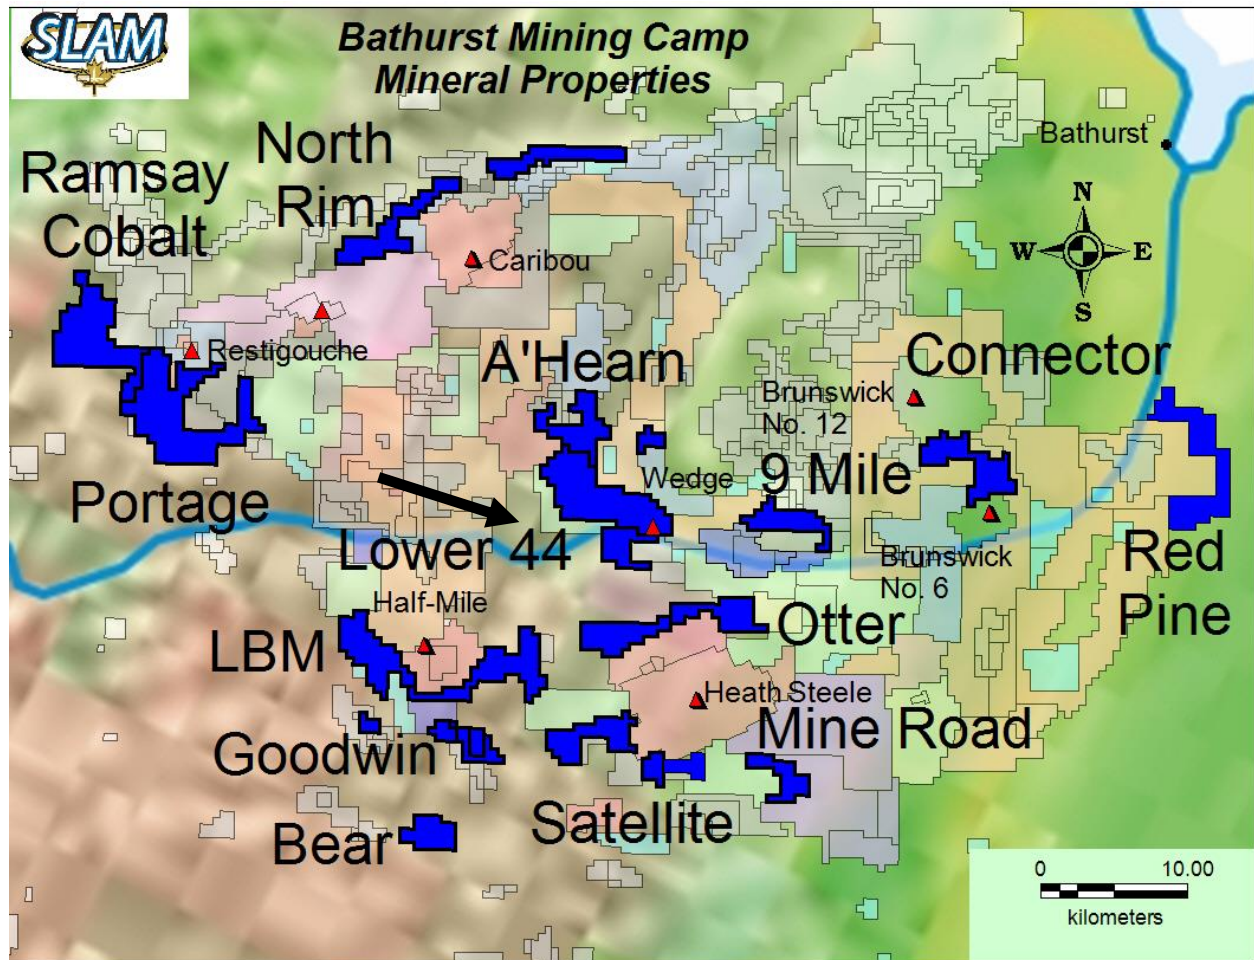 SLAM
Bathurst Mining Camp
Mineral Properties
Bathurst
North
Rim
Ramsay
Cobalt
N
W
E
S
Caribou
Restigouche
A'Hearn
Connector
Brunswick
No. 12
Wedge
9 Mile
Portage
Lower 44
Brunswick
No. 6
Red
Pine
Half-Mile
LBM
Otter
Heath Steele
Mine Road
Goodwin
Satellite
Bear
0
10.00
kilometers